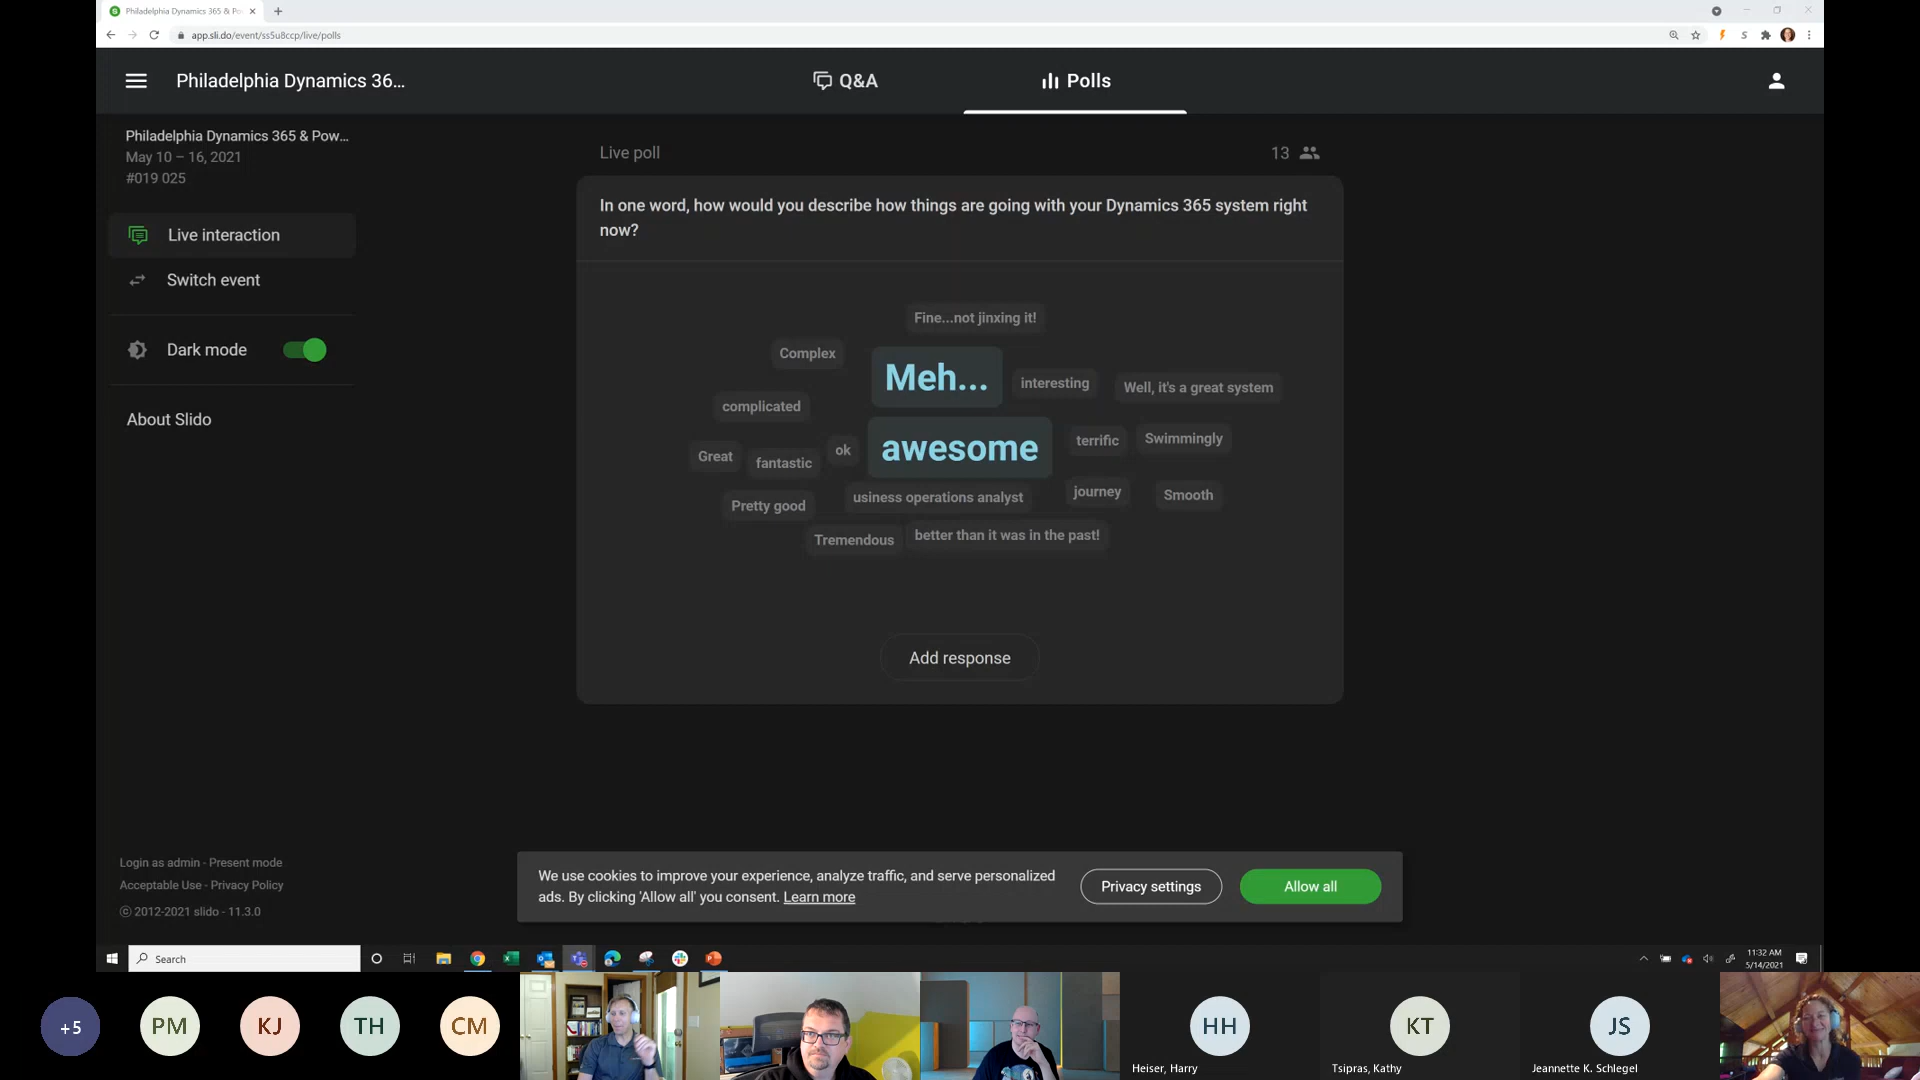 Philadelphia Dynamics 365 & Po
app.sli.do/event/ss5u8ccp/live/polls
Philadelphia Dynamics 36...
Q&A
Polls
Philadelphia Dynamics 365 & Pow...
May 10 – 16, 2021
#019 025
Live interaction
Switch event
Dark mode
About Slido
Live poll
13
In one word, how would you describe how things are going with your Dynamics 365 system right
now?
Fine...not jinxing it!
Complex
Meh...
interesting
Well, it's a great system
complicated
awesome
terrific
Swimmingly
Great
fantastic
ok
Pretty good
usiness operations analyst
journey
Smooth
Tremendous
better than it was in the past!
Add response
Login as admin - Present mode
Acceptable Use - Privacy Policy
© 2012-2021 slido - 11.3.0
We use cookies to improve your experience, analyze traffic, and serve personalized
ads. By clicking 'Allow all' you consent. Learn more
Privacy settings
Allow all
Search
11:32 AM
5/14/2021
+5
PM
KJ
TH
CM
HH
Heiser, Harry
KT
Tsipras, Kathy
JS
Jeannette K. Schlegel